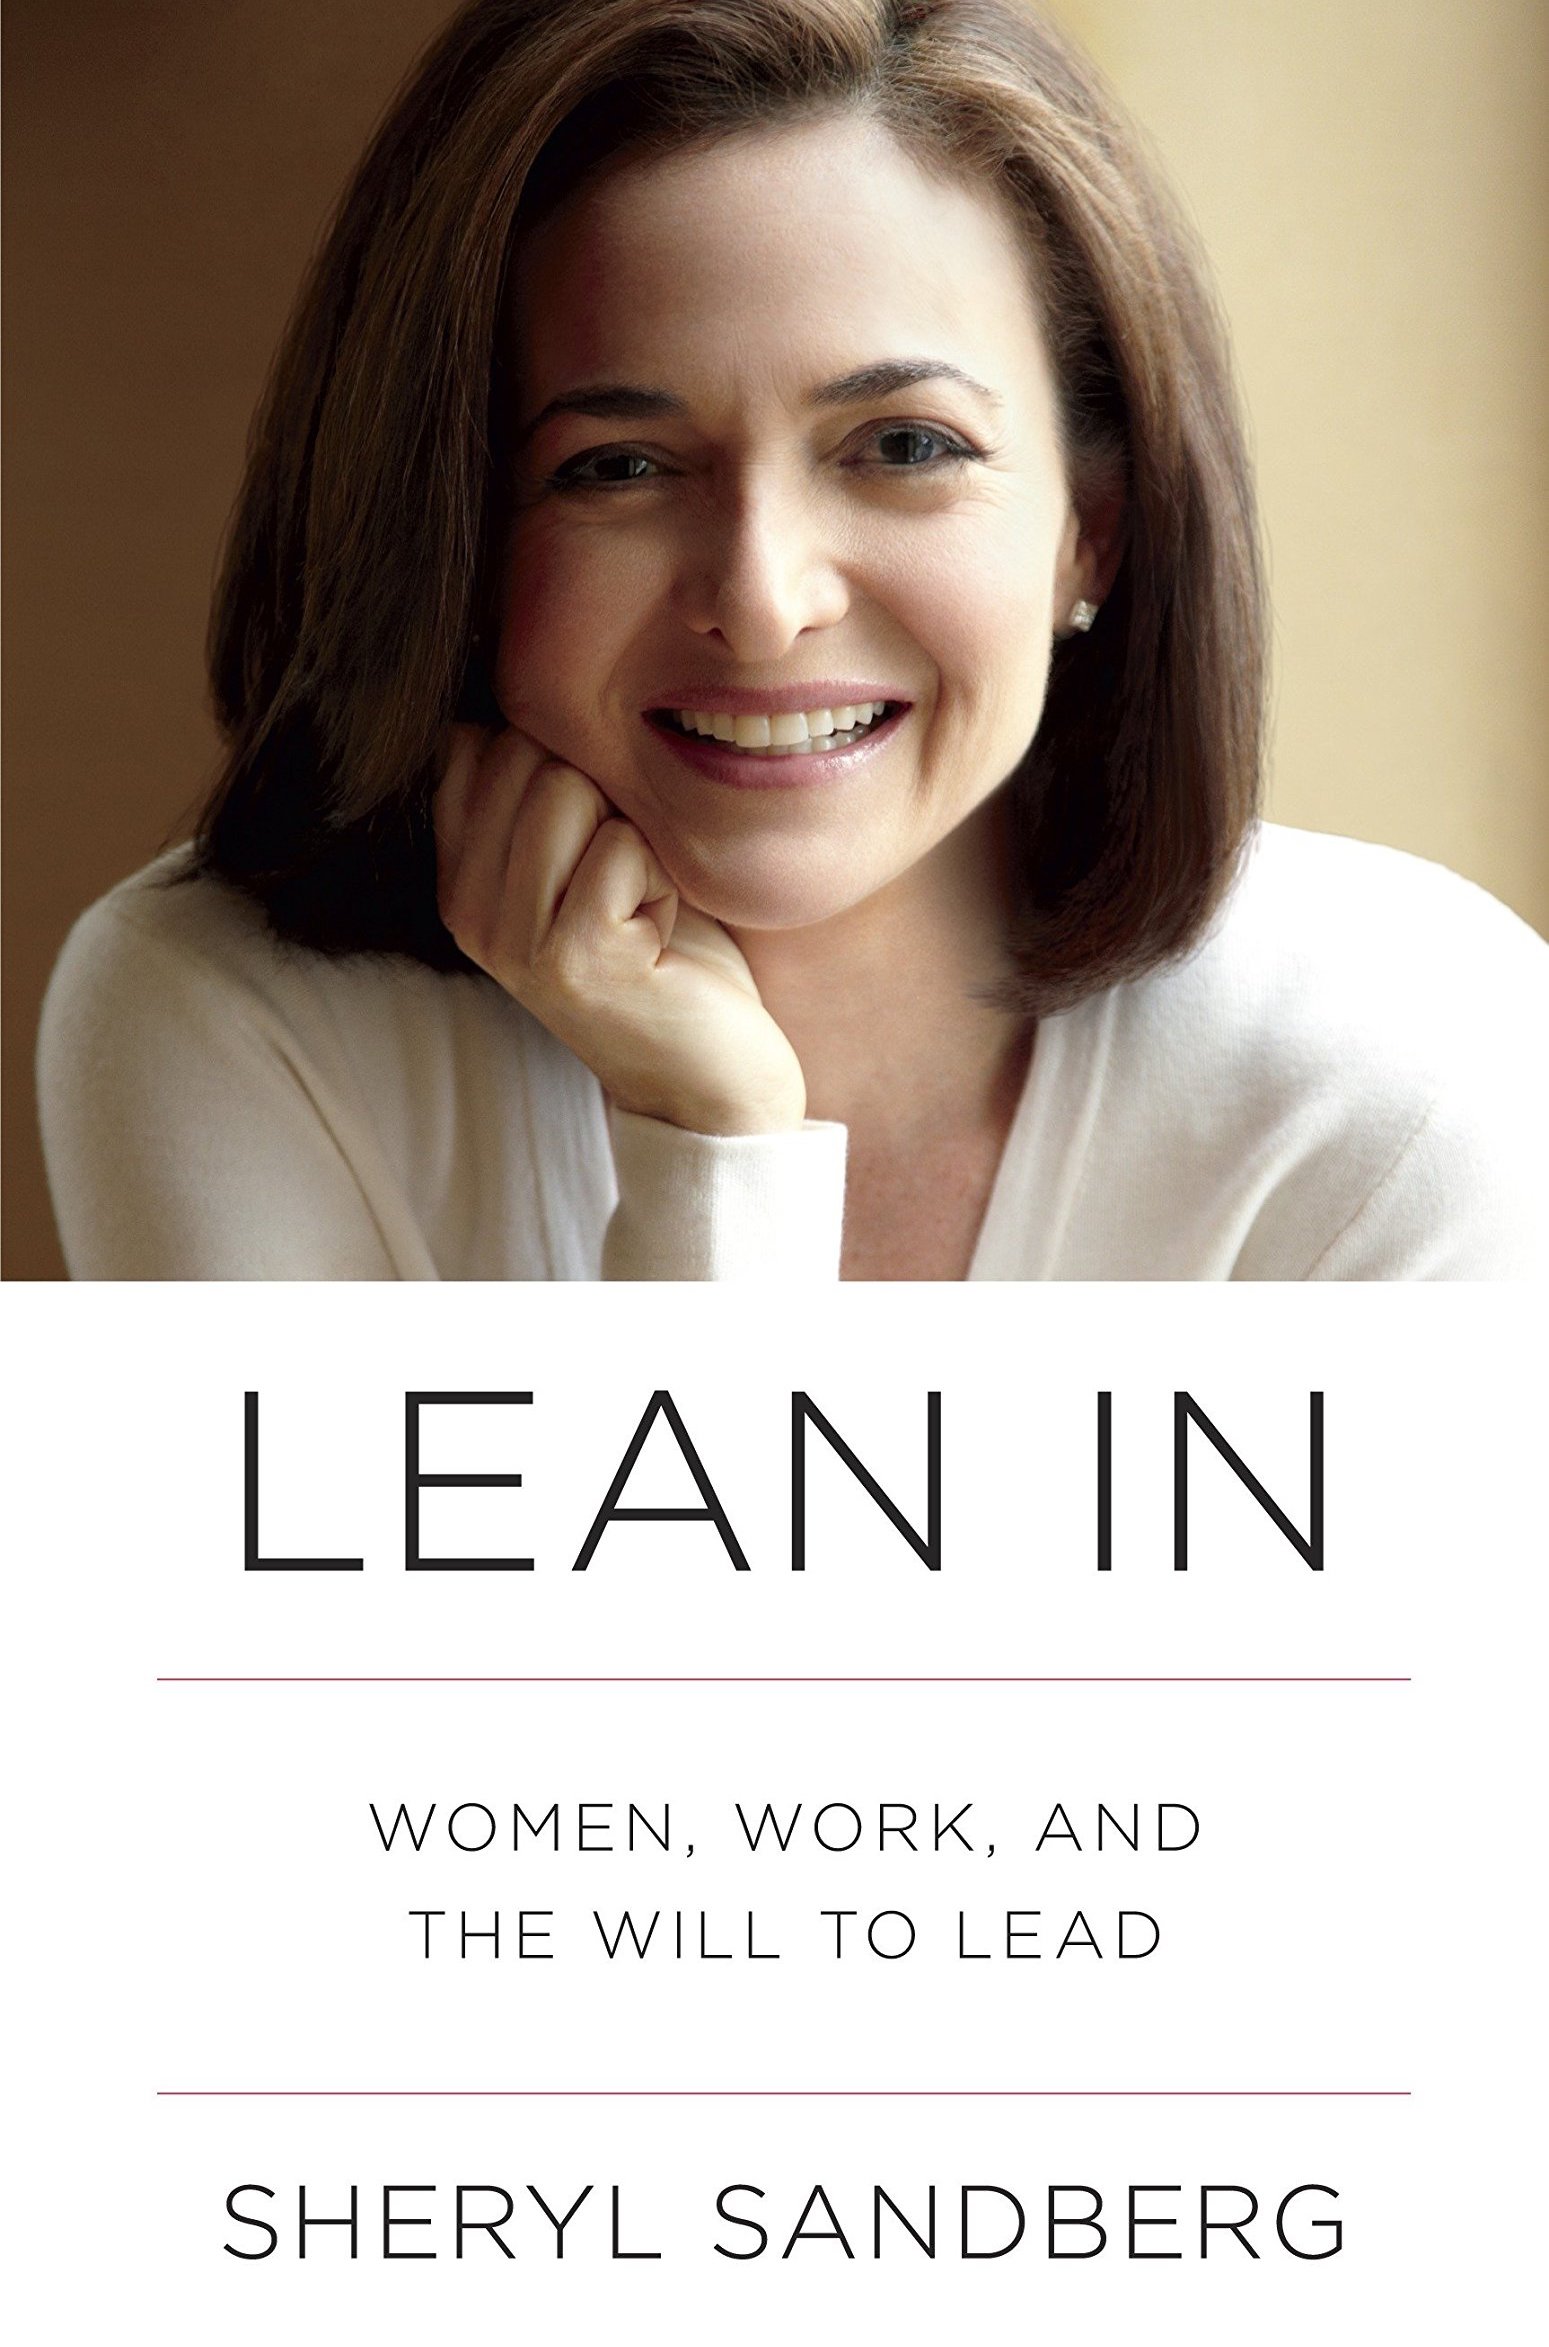 LEAN IN
WOMEN, WORK, AND
THE WILL TO LEAD
SHERYL SANDBERG